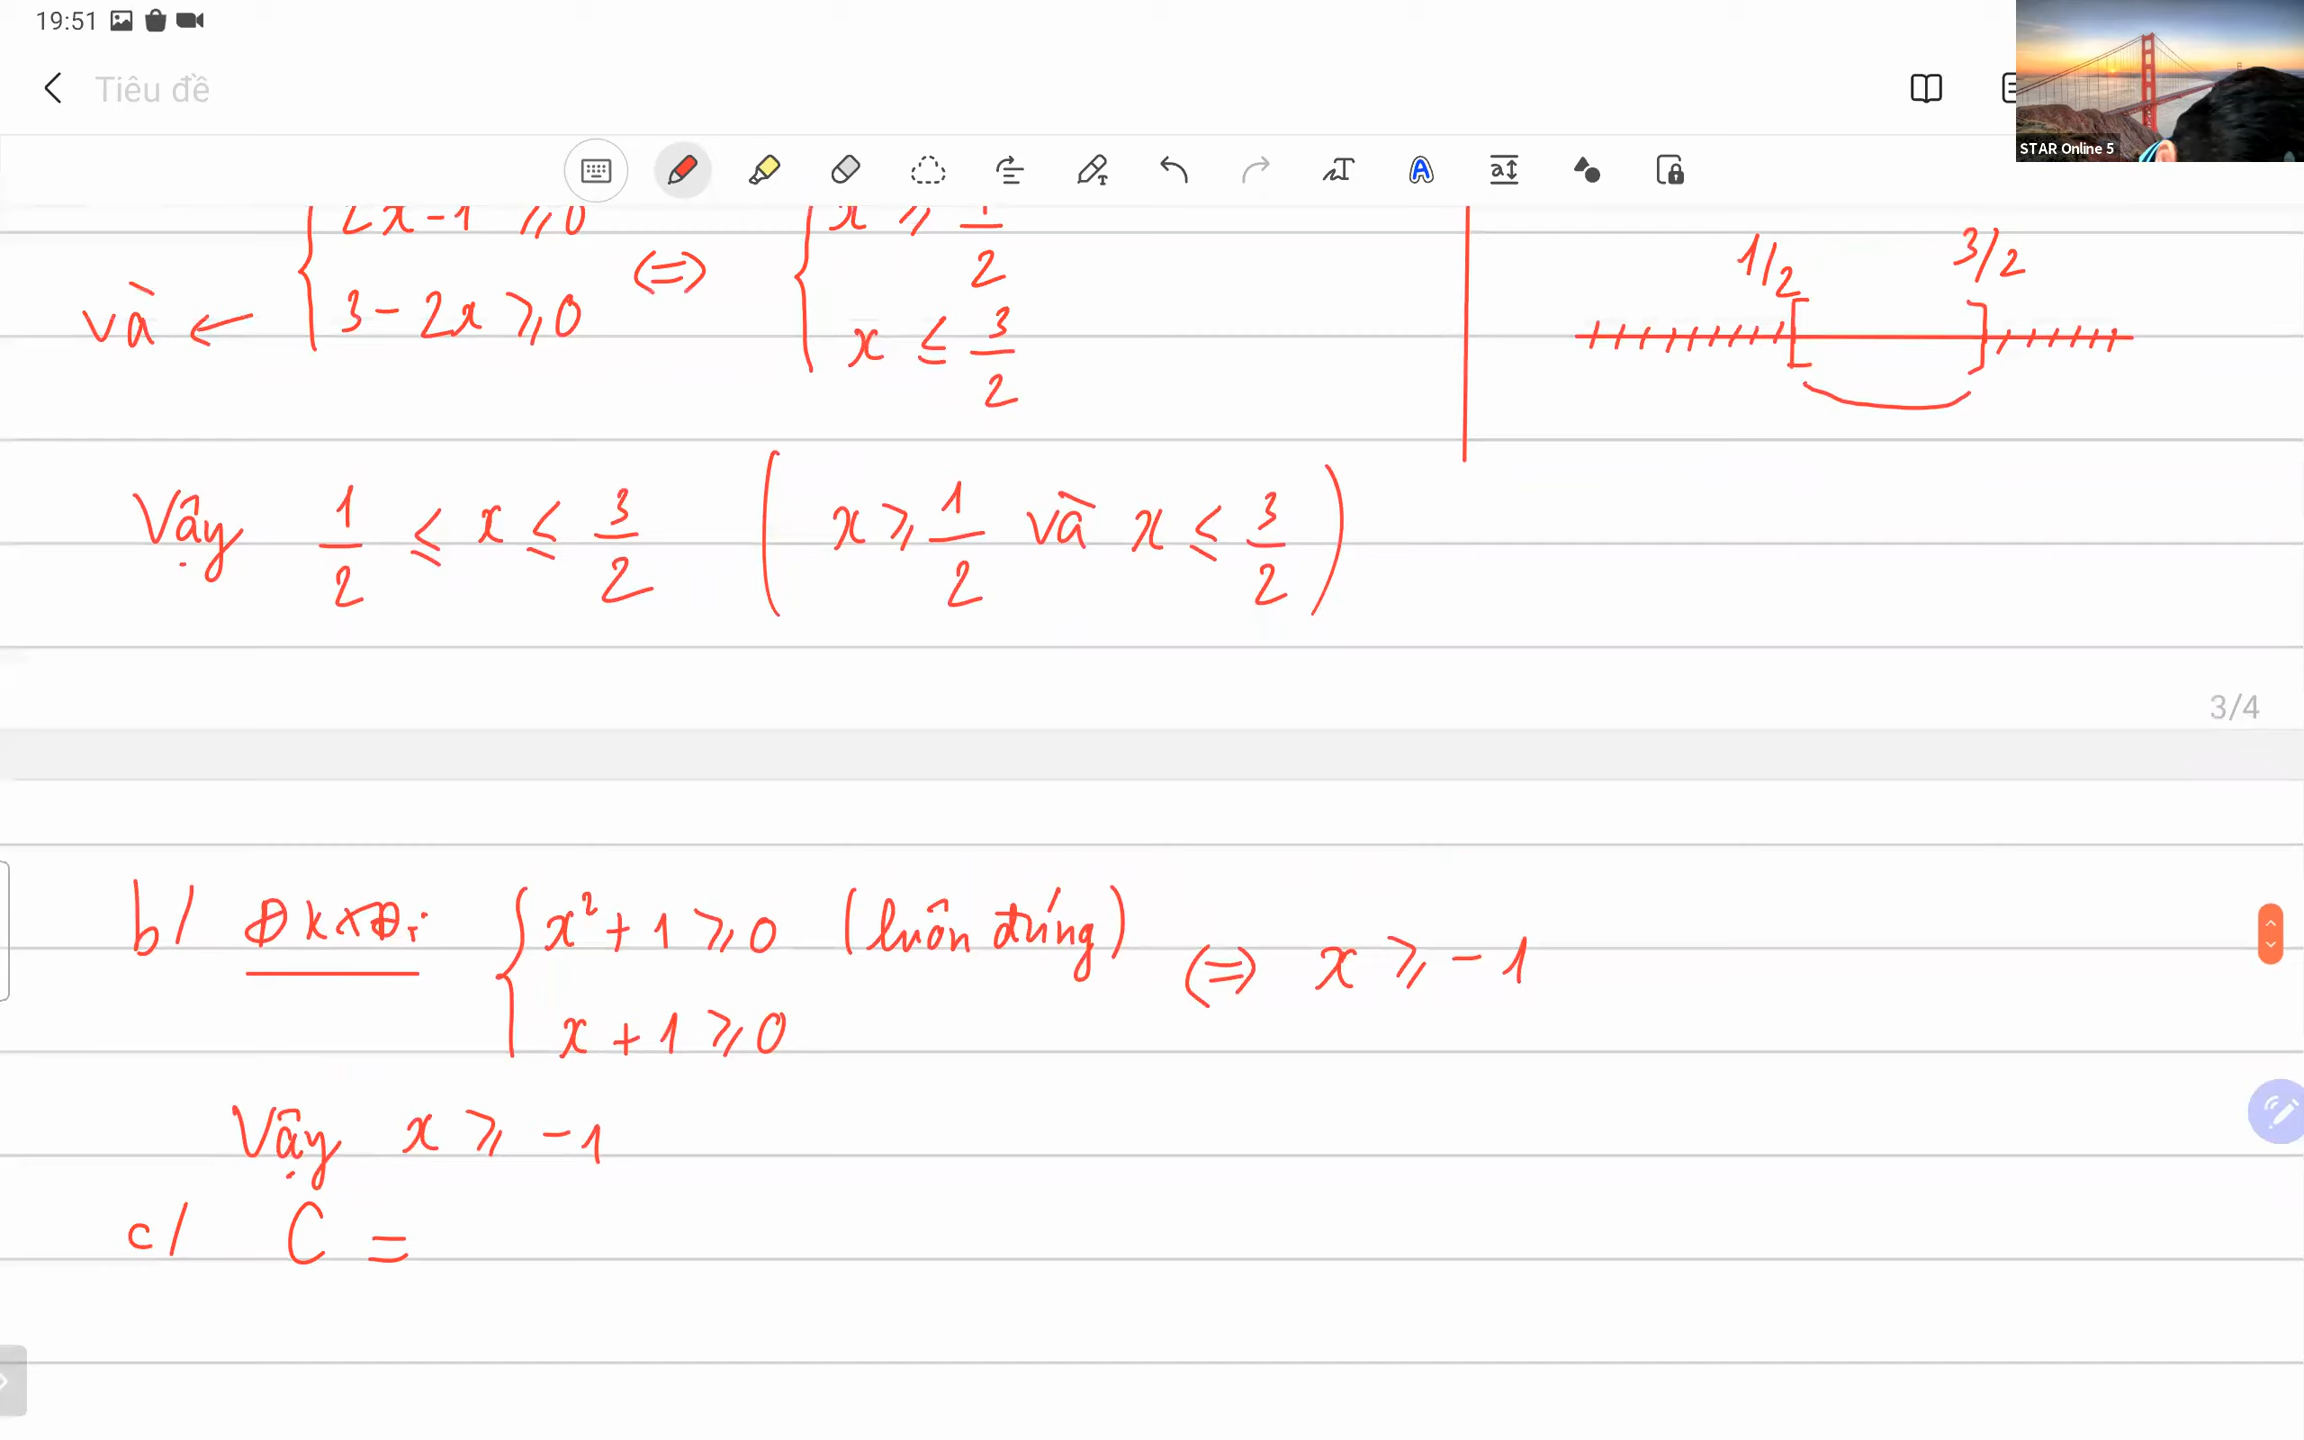 19:51
Tiêu đề
STAR Online 5
{ 2x - 1 ⩾ 0 (=) { x ⩾ 1/2
và ← 3 - 2x ⩾ 0 x ≤ 3/2
1/2 3/2
Vậy 1/2 ≤ x ≤ 3/2 ( x ⩾ 1/2 và x ≤ 3/2 )
3/4
b/ ĐKXĐ: { x² + 1 ⩾ 0 (luôn đúng) (=) x ⩾ -1
x + 1 ⩾ 0
Vậy x ⩾ -1
c/ C =